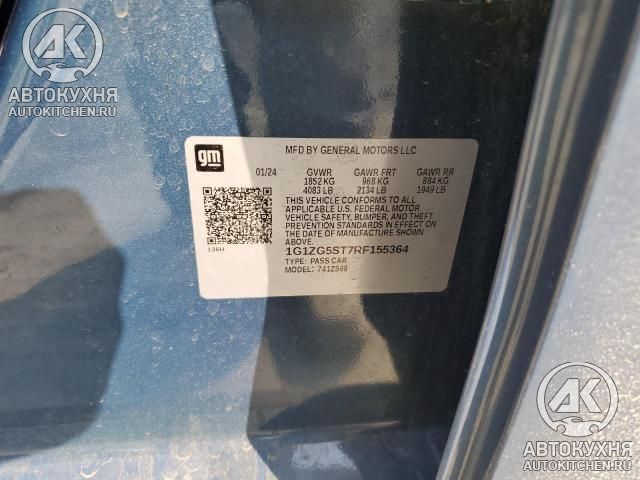 AK
АВТОКУХНЯ
AUTOKITCHEN.RU
gm
MFD BY GENERAL MOTORS LLC
01/24 GVWR GAWR FRT GAWR RR
1852 KG 968 KG 884 KG
4083 LB 2134 LB 1949 LB
THIS VEHICLE CONFORMS TO ALL
APPLICABLE U.S. FEDERAL MOTOR
VEHICLE SAFETY, BUMPER, AND THEFT
PREVENTION STANDARDS IN EFFECT
ON THE DATE OF MANUFACTURE SHOWN
ABOVE.
136H
1G1ZG5ST7RF155364
TYPE: PASS CAR
MODEL: 741ZS69
AK
АВТОКУХНЯ
AUTOKITCHEN.RU